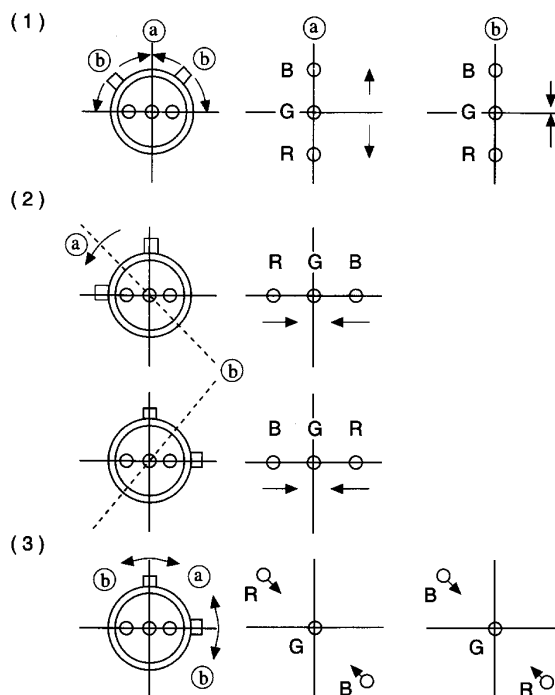 (1)
ⓐ ⓐ ⓑ
ⓑ ⓑ B B
G G
R R
(2)
ⓐ
R G B
ⓑ
B G R
(3)
ⓑ ⓐ
R B
G G
ⓑ
B R